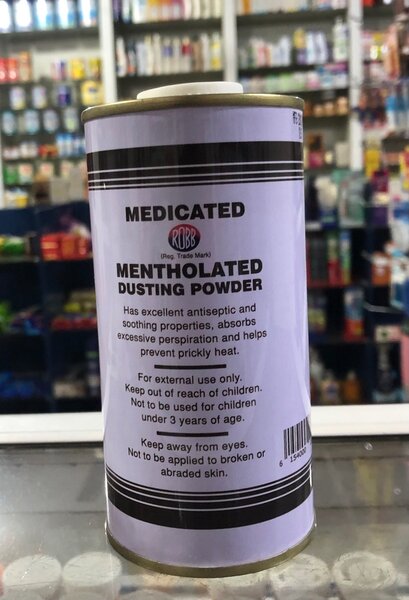 MEDICATED
ROBB
(Reg. Trade Mark)
MENTHOLATED
DUSTING POWDER
Has excellent antiseptic and
soothing properties, absorbs
excessive perspiration and helps
prevent prickly heat.
For external use only.
Keep out of reach of children.
Not to be used for children
under 3 years of age.
Keep away from eyes.
Not to be applied to broken or
abraded skin.